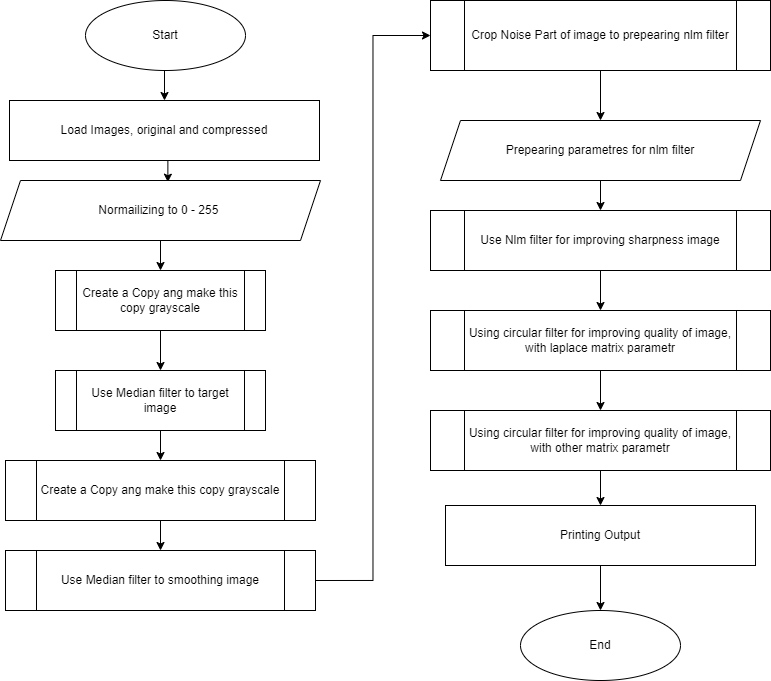 Start
Load Images, original and compressed
Normailizing to 0 - 255
Create a Copy ang make this
copy grayscale
Use Median filter to target
image
Create a Copy ang make this copy grayscale
Use Median filter to smoothing image
Crop Noise Part of image to prepearing nlm filter
Prepearing parametres for nlm filter
Use Nlm filter for improving sharpness image
Using circular filter for improving quality of image,
with laplace matrix parametr
Using circular filter for improving quality of image,
with other matrix parametr
Printing Output
End